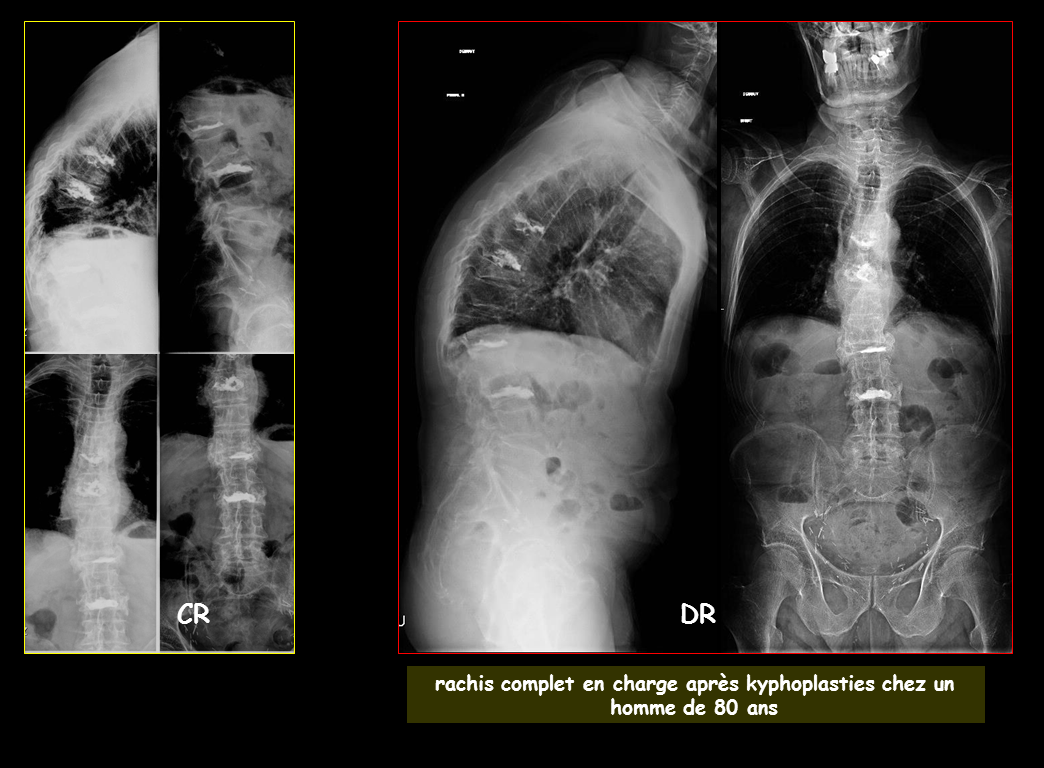 CR
DR
rachis complet en charge après kyphoplasties chez un
homme de 80 ans